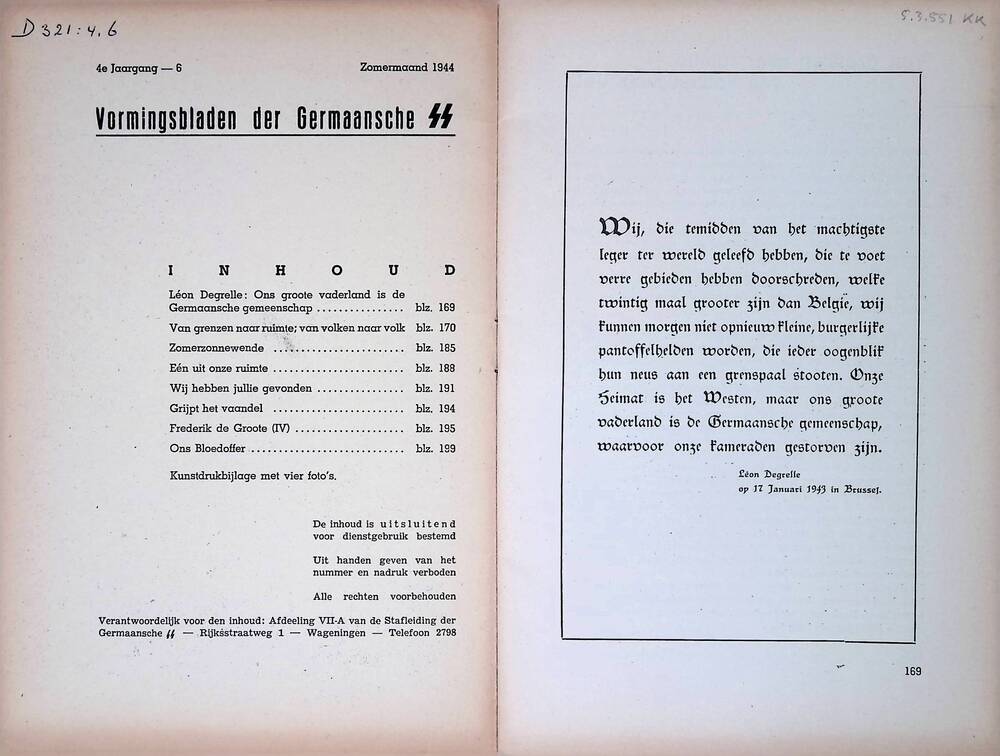 D 321:4.6
4e Jaargang — 6 Zomermaand 1944
Vormingsbladen der Germaansche ᛋᛋ
I N H O U D
Léon Degrelle: Ons groote vaderland is de
Germaansche gemeenschap ................ blz. 169
Van grenzen naar ruimte; van volken naar volk blz. 170
Zomerzonnewende ....................... blz. 185
Eén uit onze ruimte ....................... blz. 188
Wij hebben jullie gevonden ................ blz. 191
Grijpt het vaandel ....................... blz. 194
Frederik de Groote (IV) .................... blz. 195
Ons Bloedoffer ........................... blz. 199
Kunstdrukbijlage met vier foto's.
De inhoud is uitsluitend
voor dienstgebruik bestemd
Uit handen geven van het
nummer en nadruk verboden
Alle rechten voorbehouden
Verantwoordelijk voor den inhoud: Afdeeling VII-A van de Stafleiding der
Germaansche ᛋᛋ — Rijksstraatweg 1 — Wageningen — Telefoon 2798
5.3.551 KK
Wij, die temidden van het machtigste
leger ter wereld geleefd hebben, die te voet
verre gebieden hebben doorschreden, welke
twintig maal grooter zijn dan Belgie, wij
kunnen morgen niet opnieuw kleine, burgerlijke
pantoffelhelden worden, die ieder oogenblik
hun neus aan een grenspaal stooten. Onze
Heimat is het Westen, maar ons groote
vaderland is de Germaansche gemeenschap,
waarvoor onze kameraden gestorven zijn.
Léon Degrelle
op 17 Januari 1943 in Brussel.
169